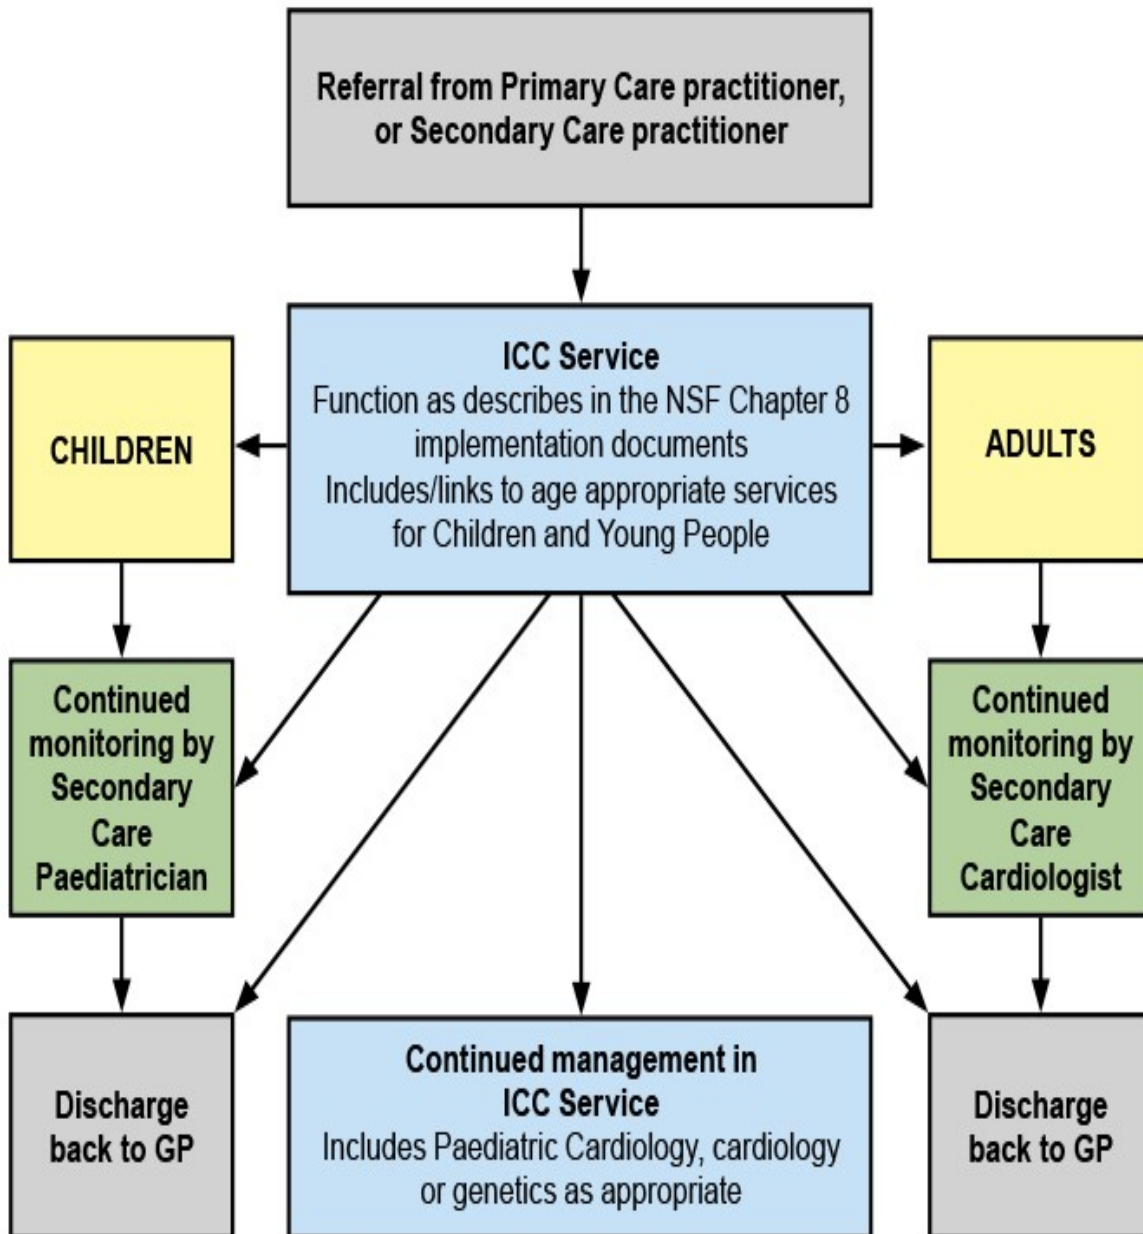 Referral from Primary Care practitioner,
or Secondary Care practitioner
ICC Service
Function as describes in the NSF Chapter 8
implementation documents
Includes/links to age appropriate services
for Children and Young People
CHILDREN
ADULTS
Continued
monitoring by
Secondary
Care
Paediatrician
Continued
monitoring by
Secondary
Care
Cardiologist
Discharge
back to GP
Continued management in
ICC Service
Includes Paediatric Cardiology, cardiology
or genetics as appropriate
Discharge
back to GP